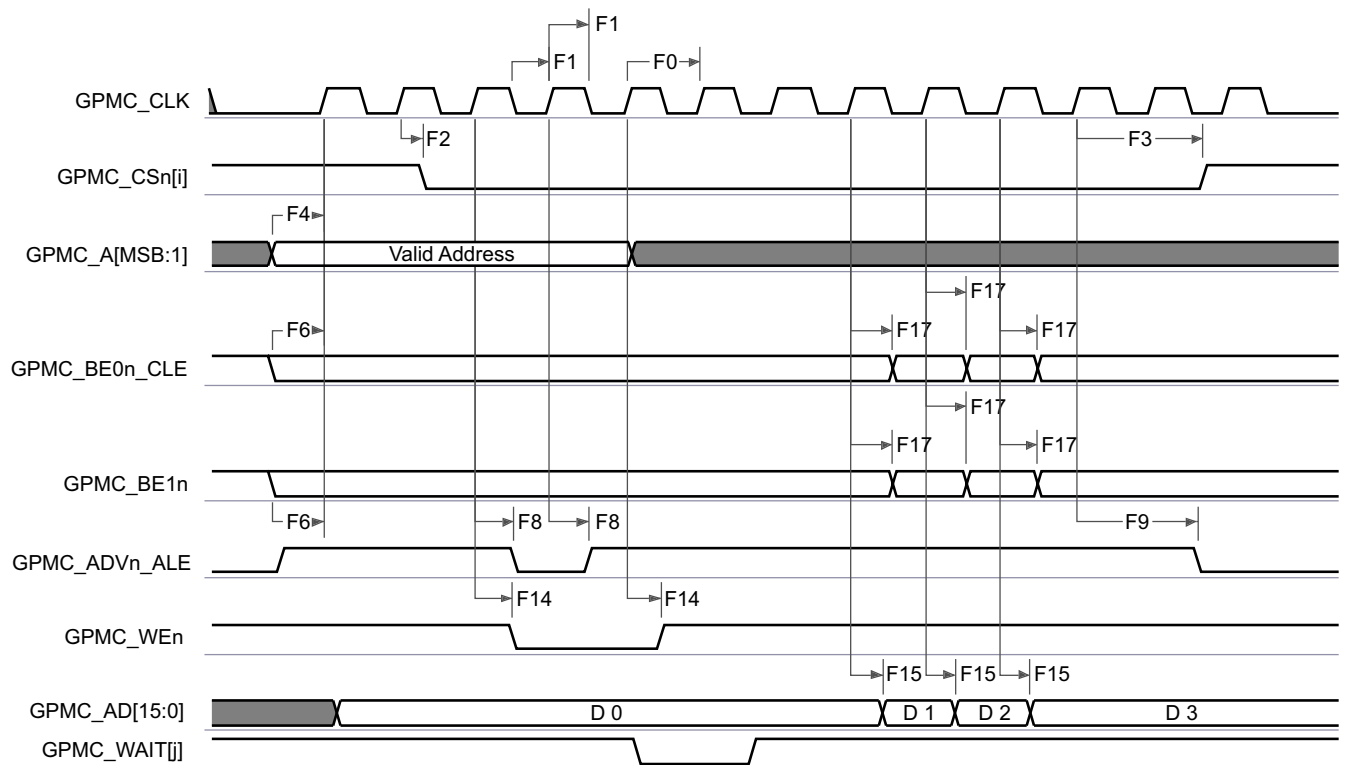 F1
F1
F0
GPMC_CLK
F2
F3
GPMC_CSn[i]
F4
GPMC_A[MSB:1]
Valid Address
F17
F6
F17
F17
GPMC_BE0n_CLE
F17
F17
F17
GPMC_BE1n
F6
F8
F8
F9
GPMC_ADVn_ALE
F14
F14
GPMC_WEn
F15
F15
F15
GPMC_AD[15:0]
D 0
D 1
D 2
D 3
GPMC_WAIT[j]